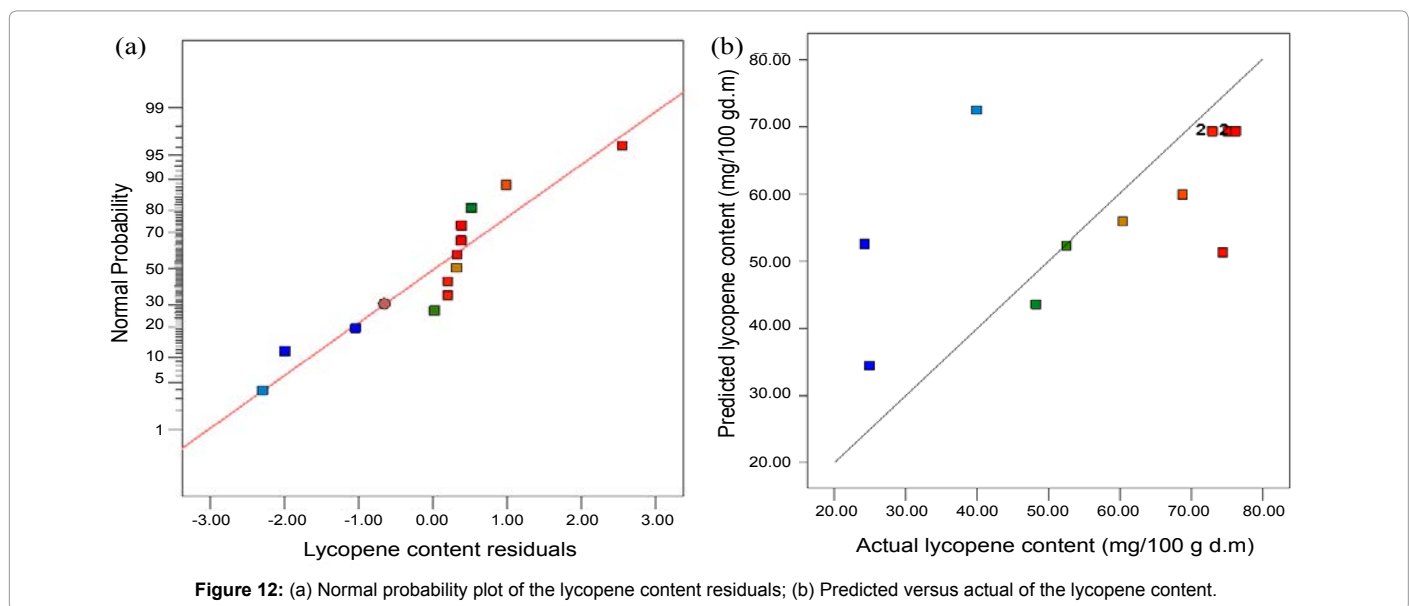 (a)
Normal Probability
99
95
90
80
70
50
30
20
10
5
1
-3.00 -2.00 -1.00 0.00 1.00 2.00 3.00
Lycopene content residuals
(b)
Predicted lycopene content (mg/100 gd.m)
80.00
70.00
60.00
50.00
40.00
30.00
20.00
2 2
20.00 30.00 40.00 50.00 60.00 70.00 80.00
Actual lycopene content (mg/100 g d.m)
Figure 12: (a) Normal probability plot of the lycopene content residuals; (b) Predicted versus actual of the lycopene content.